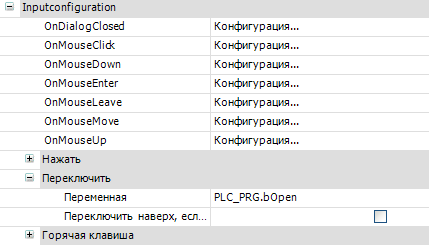 Inputconfiguration
OnDialogClosed Конфигурация...
OnMouseClick Конфигурация...
OnMouseDown Конфигурация...
OnMouseEnter Конфигурация...
OnMouseLeave Конфигурация...
OnMouseMove Конфигурация...
OnMouseUp Конфигурация...
Нажать
Переключить
Переменная PLC_PRG.bOpen
Переключить наверх, есл...
Горячая клавиша